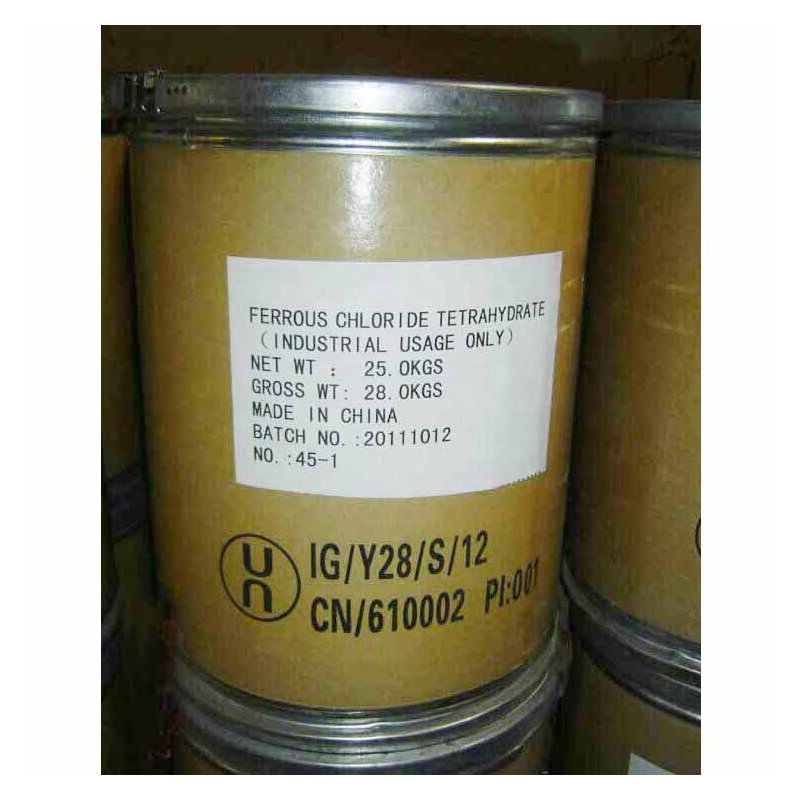 FERROUS CHLORIDE TETRAHYDRATE
(INDUSTRIAL USAGE ONLY)
NET WT : 25.0KGS
GROSS WT: 28.0KGS
MADE IN CHINA
BATCH NO.:20111012
NO.:45-1
un
IG/Y28/S/12
CN/610002 PI:001